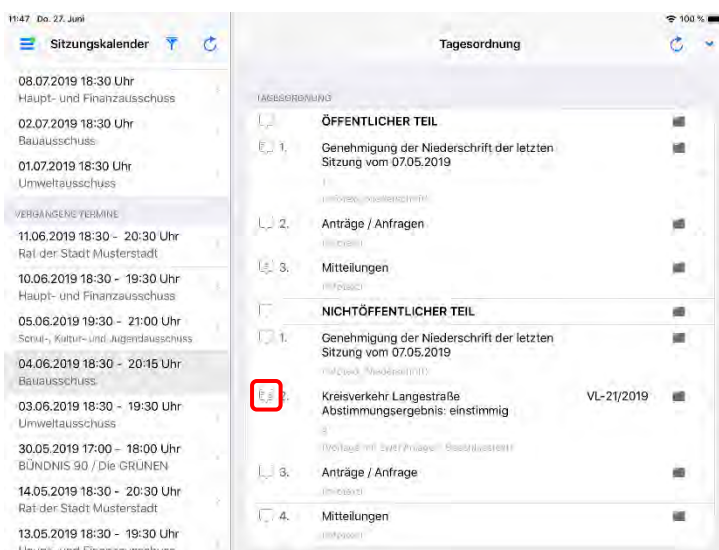 11:47 Do. 27. Juni
100 %
Sitzungskalender
Tagesordnung
08.07.2019 18:30 Uhr
Haupt- und Finanzausschuss
02.07.2019 18:30 Uhr
Bauausschuss
01.07.2019 18:30 Uhr
Umweltausschuss
VERGANGENE TERMINE
11.06.2019 18:30 - 20:30 Uhr
Rat der Stadt Musterstadt
10.06.2019 18:30 - 19:30 Uhr
Haupt- und Finanzausschuss
05.06.2019 19:30 - 21:00 Uhr
Schul-, Kultur- und Jugendausschuss
04.06.2019 18:30 - 20:15 Uhr
Bauausschuss
03.06.2019 18:30 - 19:30 Uhr
Umweltausschuss
30.05.2019 17:00 - 18:00 Uhr
BÜNDNIS 90 / Die GRÜNEN
14.05.2019 18:30 - 20:30 Uhr
Rat der Stadt Musterstadt
13.05.2019 18:30 - 19:30 Uhr
TAGESORDNUNG
ÖFFENTLICHER TEIL
1. Genehmigung der Niederschrift der letzten
Sitzung vom 07.05.2019
2. Anträge / Anfragen
3. Mitteilungen
NICHTÖFFENTLICHER TEIL
1. Genehmigung der Niederschrift der letzten
Sitzung vom 07.05.2019
2. Kreisverkehr Langestraße VL-21/2019
Abstimmungsergebnis: einstimmig
3. Anträge / Anfrage
4. Mitteilungen